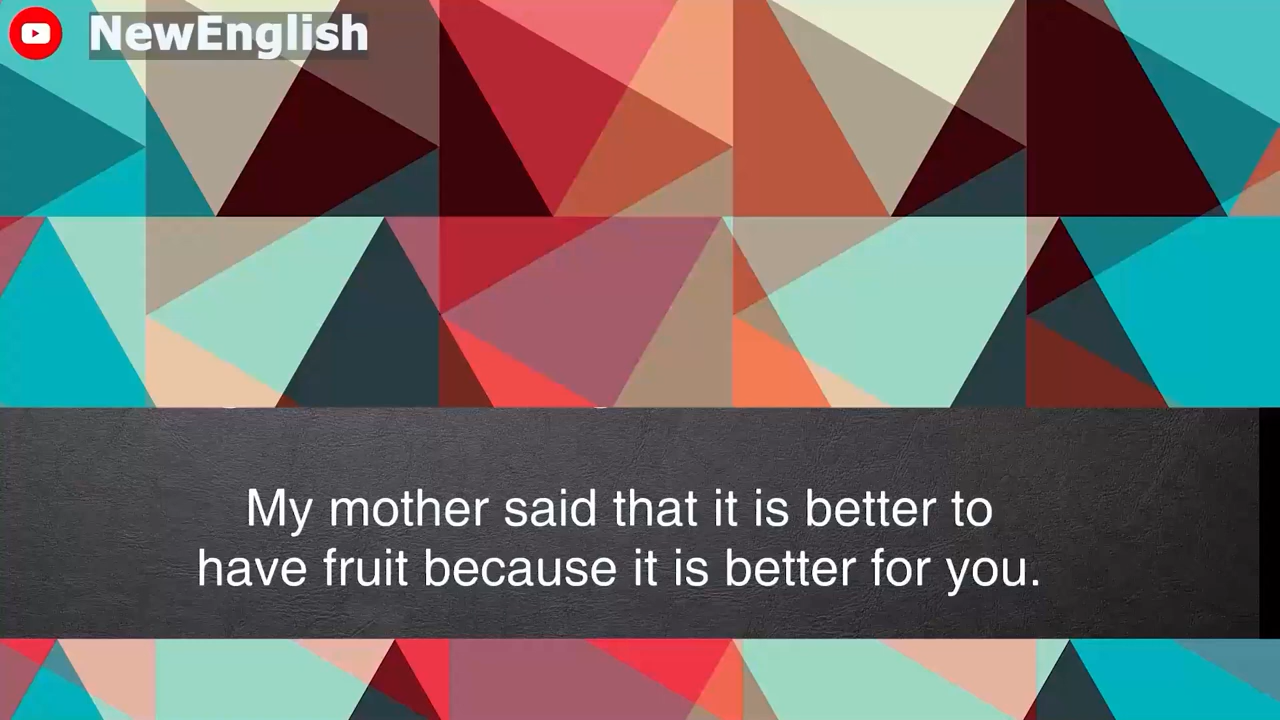 NewEnglish
My mother said that it is better to
have fruit because it is better for you.